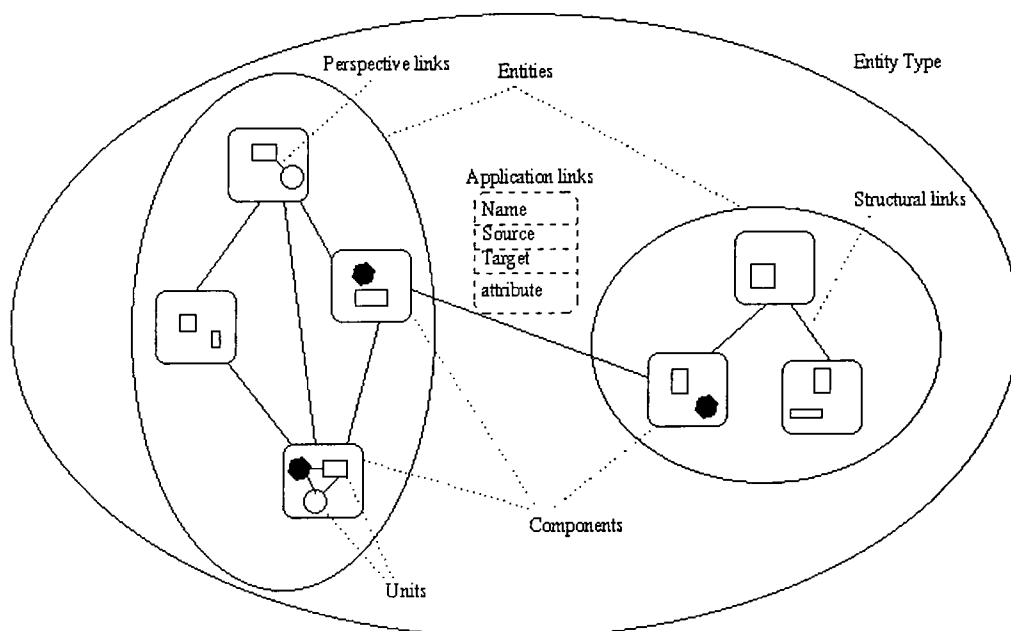 Perspective links
Entities
Entity Type
Application links
Name
Source
Target
attribute
Structural links
Components
Units